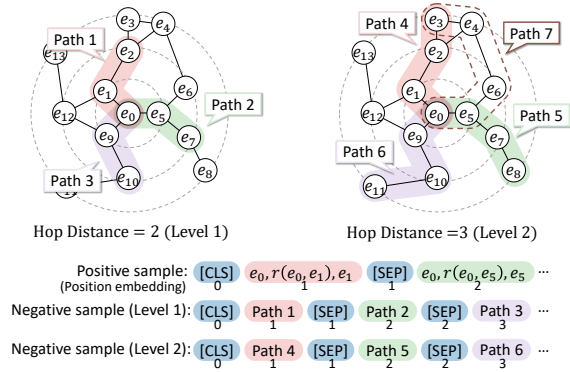 e3
e4
Path 1
e2
e13
e6
e1
Path 2
e12
e0
e5
e9
e7
Path 3
e10
e8
Hop Distance = 2 (Level 1)
e3
e4
Path 4
Path 7
e2
e13
e6
e1
Path 5
e12
e0
e5
e9
e7
Path 6
e11
e10
e8
Hop Distance =3 (Level 2)
Positive sample: [CLS] e0, r(e0, e1), e1 [SEP] e0, r(e0, e5), e5 ⋯
(Position embedding) 0 1 1 2
Negative sample (Level 1): [CLS] Path 1 [SEP] Path 2 [SEP] Path 3 ⋯
0 1 1 2 2 3
Negative sample (Level 2): [CLS] Path 4 [SEP] Path 5 [SEP] Path 6 ⋯
0 1 1 2 2 3